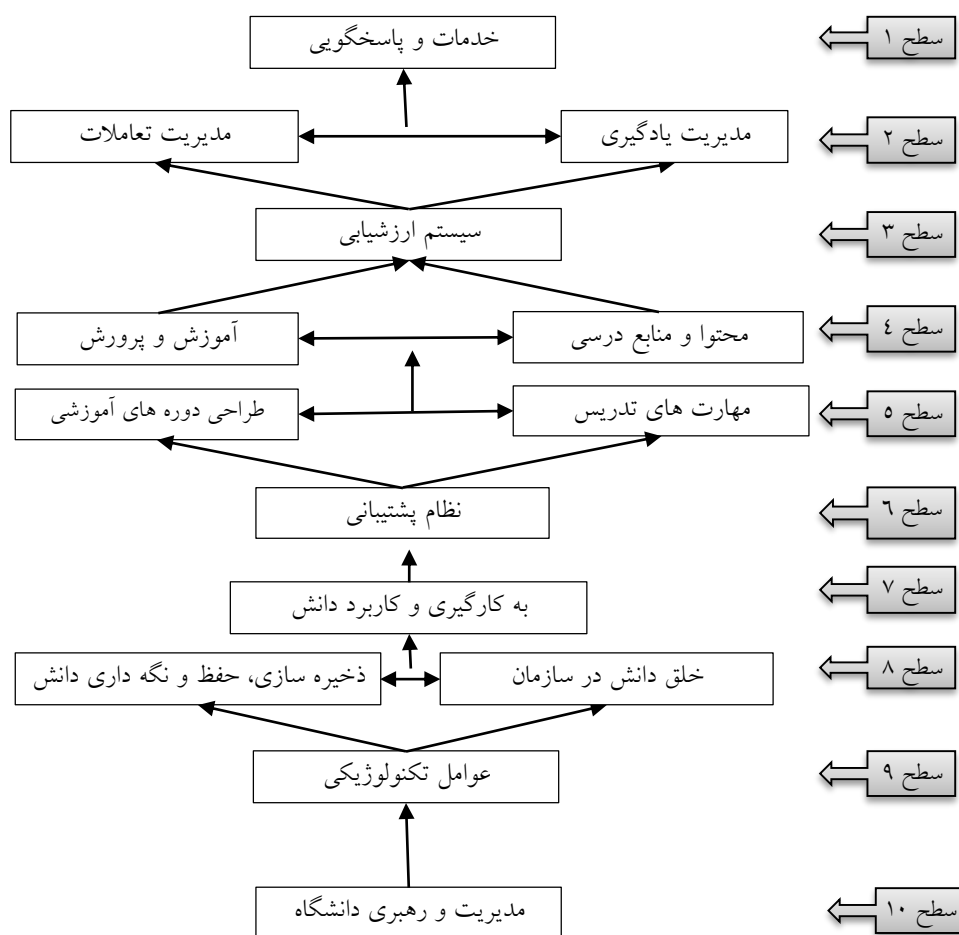 سطح ۱
خدمات و پاسخگویی
سطح ۲
مدیریت یادگیری
مدیریت تعاملات
سطح ۳
سیستم ارزشیابی
سطح ٤
محتوا و منابع درسی
آموزش و پرورش
سطح ٥
مهارت های تدریس
طراحی دوره های آموزشی
سطح ٦
نظام پشتیبانی
سطح ۷
به کارگیری و کاربرد دانش
سطح ۸
خلق دانش در سازمان
ذخیره سازی، حفظ و نگه داری دانش
سطح ۹
عوامل تکنولوژیکی
سطح ۱۰
مدیریت و رهبری دانشگاه